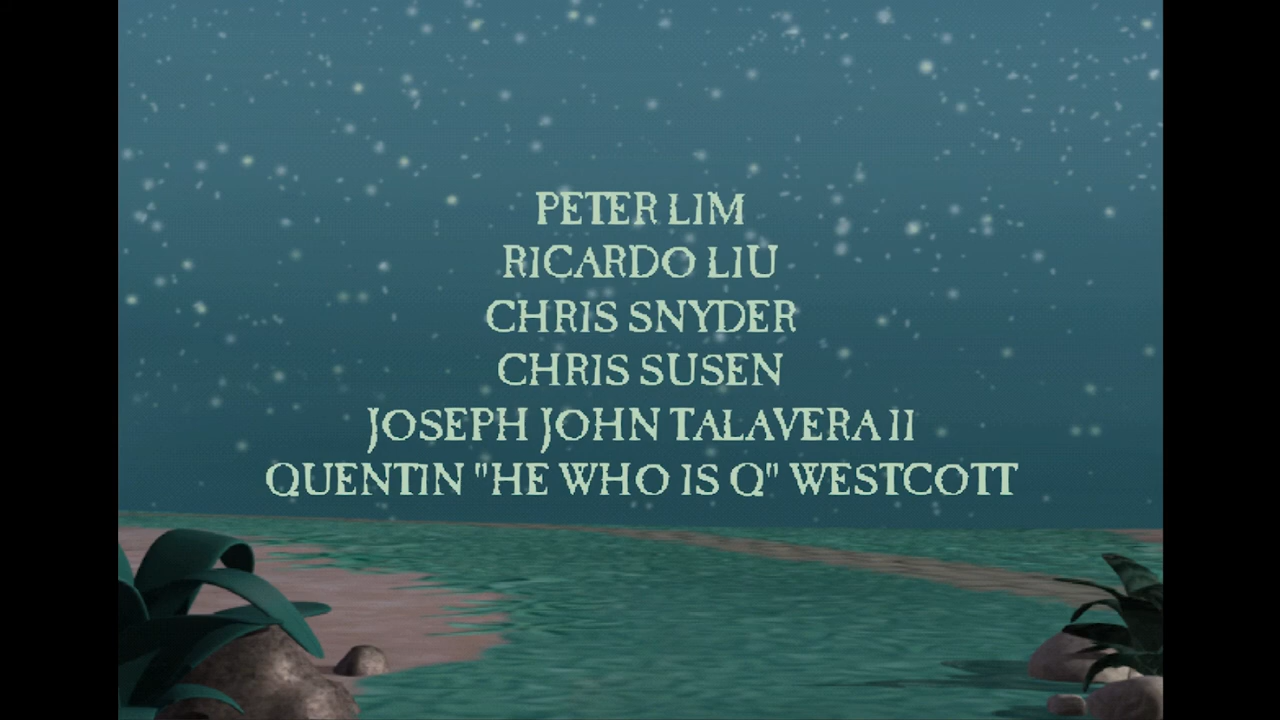 PETER LIM
RICARDO LIU
CHRIS SNYDER
CHRIS SUSEN
JOSEPH JOHN TALAVERA II
QUENTIN "HE WHO IS Q" WESTCOTT